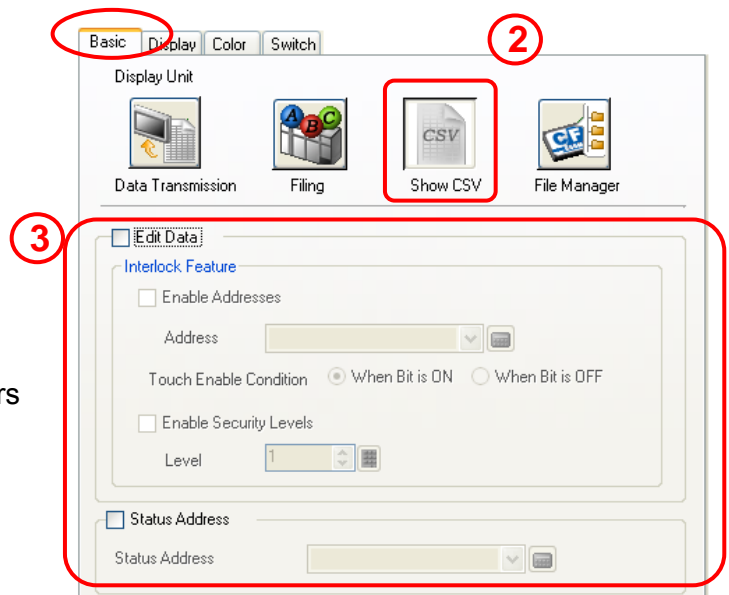 Basic Display Color Switch
2
Display Unit
A B C
CSV
CF
Data Transmission Filing Show CSV File Manager
3
Edit Data
Interlock Feature
Enable Addresses
Address
Touch Enable Condition When Bit is ON When Bit is OFF
rs
Enable Security Levels
Level 1
Status Address
Status Address